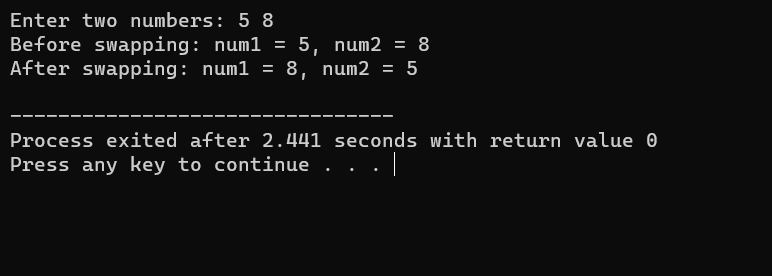 Enter two numbers: 5 8
Before swapping: num1 = 5, num2 = 8
After swapping: num1 = 8, num2 = 5
--------------------------------
Process exited after 2.441 seconds with return value 0
Press any key to continue . . .